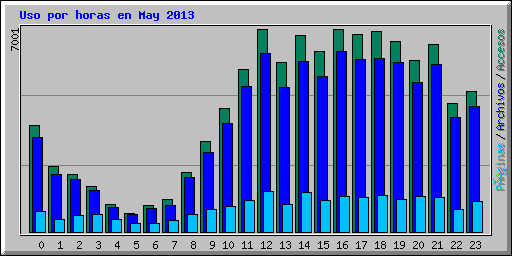 Uso por horas en May 2013
7001
0 1 2 3 4 5 6 7 8 9 10 11 12 13 14 15 16 17 18 19 20 21 22 23
Páginas / Archivos / Accesos